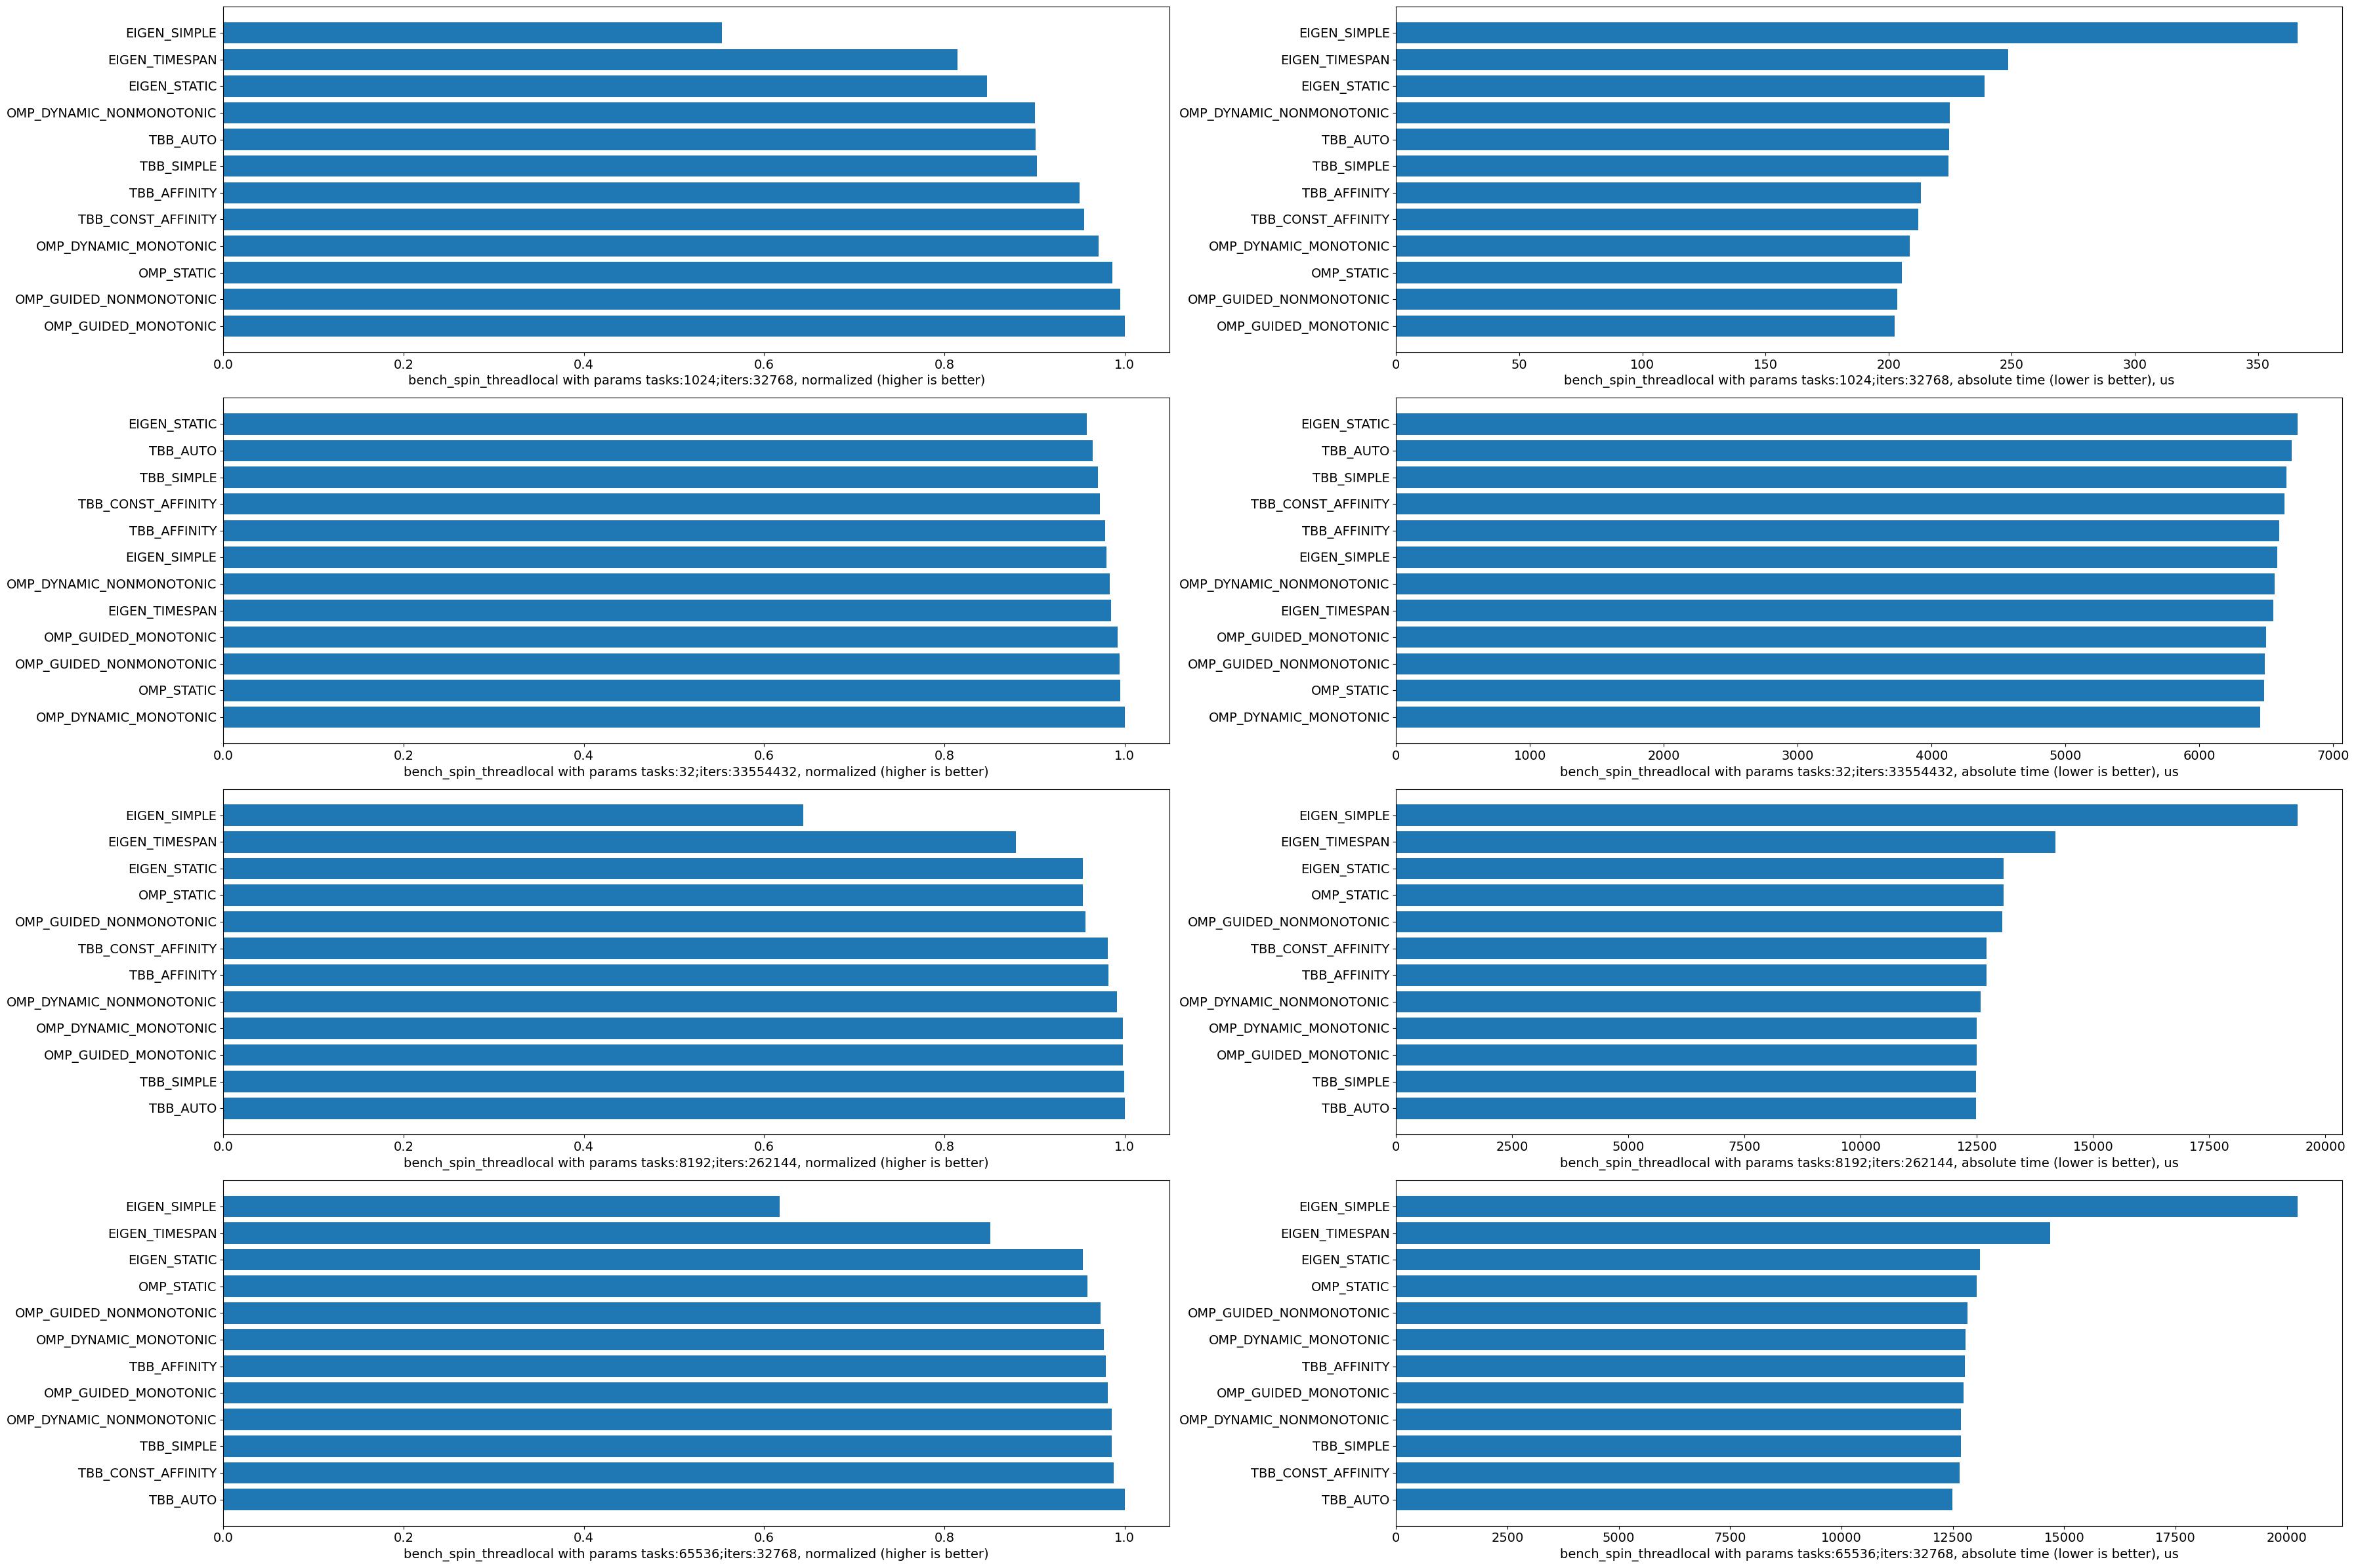 EIGEN_SIMPLE
EIGEN_TIMESPAN
EIGEN_STATIC
OMP_DYNAMIC_NONMONOTONIC
TBB_AUTO
TBB_SIMPLE
TBB_AFFINITY
TBB_CONST_AFFINITY
OMP_DYNAMIC_MONOTONIC
OMP_STATIC
OMP_GUIDED_NONMONOTONIC
OMP_GUIDED_MONOTONIC
0.0 0.2 0.4 0.6 0.8 1.0
bench_spin_threadlocal with params tasks:1024;iters:32768, normalized (higher is better)
EIGEN_SIMPLE
EIGEN_TIMESPAN
EIGEN_STATIC
OMP_DYNAMIC_NONMONOTONIC
TBB_AUTO
TBB_SIMPLE
TBB_AFFINITY
TBB_CONST_AFFINITY
OMP_DYNAMIC_MONOTONIC
OMP_STATIC
OMP_GUIDED_NONMONOTONIC
OMP_GUIDED_MONOTONIC
0 50 100 150 200 250 300 350
bench_spin_threadlocal with params tasks:1024;iters:32768, absolute time (lower is better), us
EIGEN_STATIC
TBB_AUTO
TBB_SIMPLE
TBB_CONST_AFFINITY
TBB_AFFINITY
EIGEN_SIMPLE
OMP_DYNAMIC_NONMONOTONIC
EIGEN_TIMESPAN
OMP_GUIDED_MONOTONIC
OMP_GUIDED_NONMONOTONIC
OMP_STATIC
OMP_DYNAMIC_MONOTONIC
0.0 0.2 0.4 0.6 0.8 1.0
bench_spin_threadlocal with params tasks:32;iters:33554432, normalized (higher is better)
EIGEN_STATIC
TBB_AUTO
TBB_SIMPLE
TBB_CONST_AFFINITY
TBB_AFFINITY
EIGEN_SIMPLE
OMP_DYNAMIC_NONMONOTONIC
EIGEN_TIMESPAN
OMP_GUIDED_MONOTONIC
OMP_GUIDED_NONMONOTONIC
OMP_STATIC
OMP_DYNAMIC_MONOTONIC
0 1000 2000 3000 4000 5000 6000 7000
bench_spin_threadlocal with params tasks:32;iters:33554432, absolute time (lower is better), us
EIGEN_SIMPLE
EIGEN_TIMESPAN
EIGEN_STATIC
OMP_STATIC
OMP_GUIDED_NONMONOTONIC
TBB_CONST_AFFINITY
TBB_AFFINITY
OMP_DYNAMIC_NONMONOTONIC
OMP_DYNAMIC_MONOTONIC
OMP_GUIDED_MONOTONIC
TBB_SIMPLE
TBB_AUTO
0.0 0.2 0.4 0.6 0.8 1.0
bench_spin_threadlocal with params tasks:8192;iters:262144, normalized (higher is better)
EIGEN_SIMPLE
EIGEN_TIMESPAN
EIGEN_STATIC
OMP_STATIC
OMP_GUIDED_NONMONOTONIC
TBB_CONST_AFFINITY
TBB_AFFINITY
OMP_DYNAMIC_NONMONOTONIC
OMP_DYNAMIC_MONOTONIC
OMP_GUIDED_MONOTONIC
TBB_SIMPLE
TBB_AUTO
0 2500 5000 7500 10000 12500 15000 17500 20000
bench_spin_threadlocal with params tasks:8192;iters:262144, absolute time (lower is better), us
EIGEN_SIMPLE
EIGEN_TIMESPAN
EIGEN_STATIC
OMP_STATIC
OMP_GUIDED_NONMONOTONIC
OMP_DYNAMIC_MONOTONIC
TBB_AFFINITY
OMP_GUIDED_MONOTONIC
OMP_DYNAMIC_NONMONOTONIC
TBB_SIMPLE
TBB_CONST_AFFINITY
TBB_AUTO
0.0 0.2 0.4 0.6 0.8 1.0
bench_spin_threadlocal with params tasks:65536;iters:32768, normalized (higher is better)
EIGEN_SIMPLE
EIGEN_TIMESPAN
EIGEN_STATIC
OMP_STATIC
OMP_GUIDED_NONMONOTONIC
OMP_DYNAMIC_MONOTONIC
TBB_AFFINITY
OMP_GUIDED_MONOTONIC
OMP_DYNAMIC_NONMONOTONIC
TBB_SIMPLE
TBB_CONST_AFFINITY
TBB_AUTO
0 2500 5000 7500 10000 12500 15000 17500 20000
bench_spin_threadlocal with params tasks:65536;iters:32768, absolute time (lower is better), us